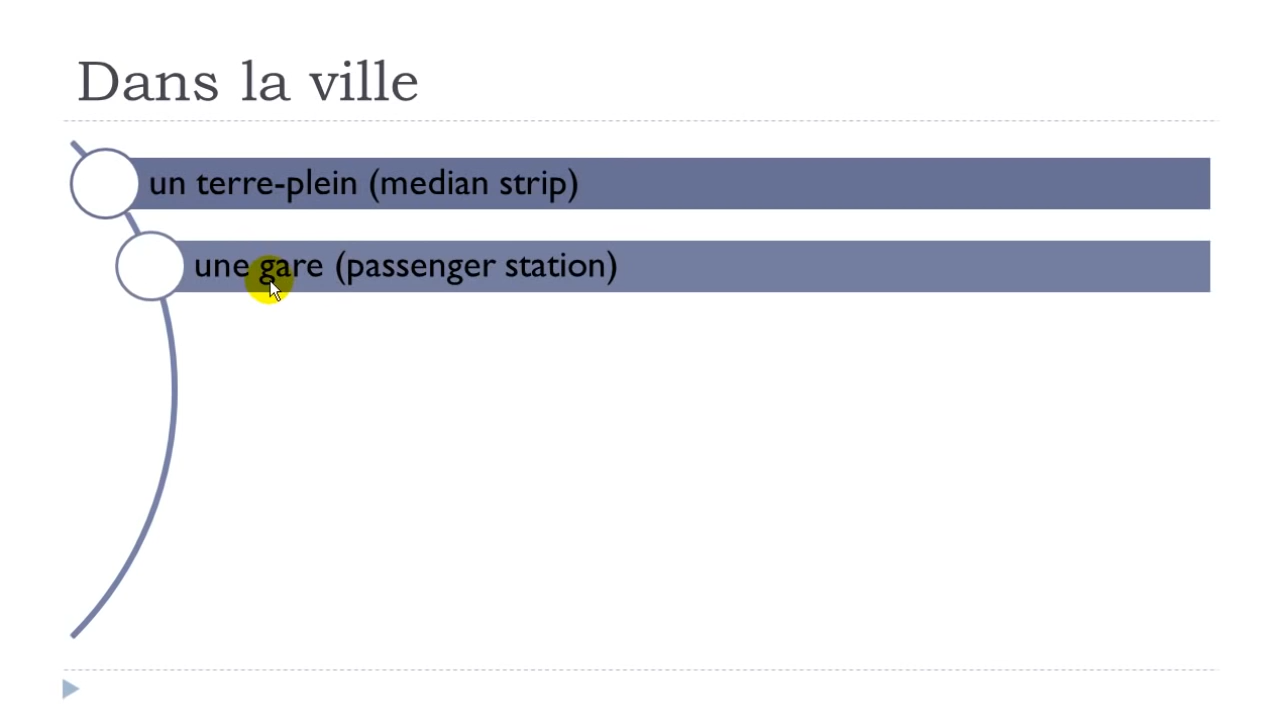 Dans la ville
un terre-plein (median strip)
une gare (passenger station)